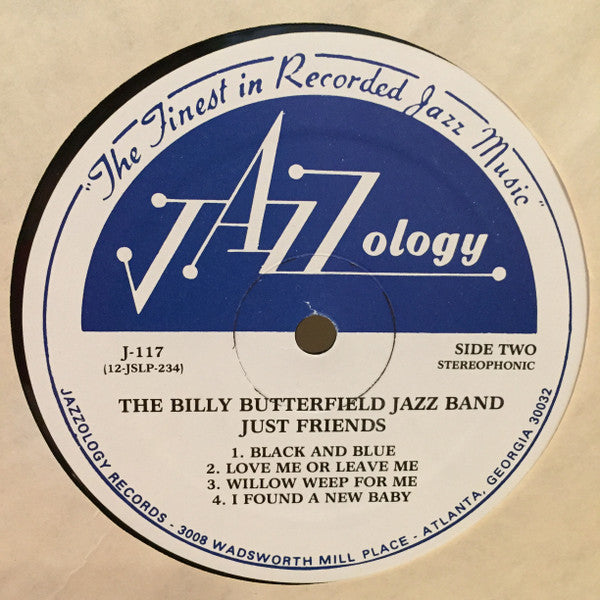 "The Finest in Recorded Jazz Music"
JAZZology
J-117
(12-JSLP-234)
SIDE TWO
STEREOPHONIC
THE BILLY BUTTERFIELD JAZZ BAND
JUST FRIENDS
1. BLACK AND BLUE
2. LOVE ME OR LEAVE ME
3. WILLOW WEEP FOR ME
4. I FOUND A NEW BABY
JAZZOLOGY RECORDS - 3008 WADSWORTH MILL PLACE - ATLANTA, GEORGIA 30032